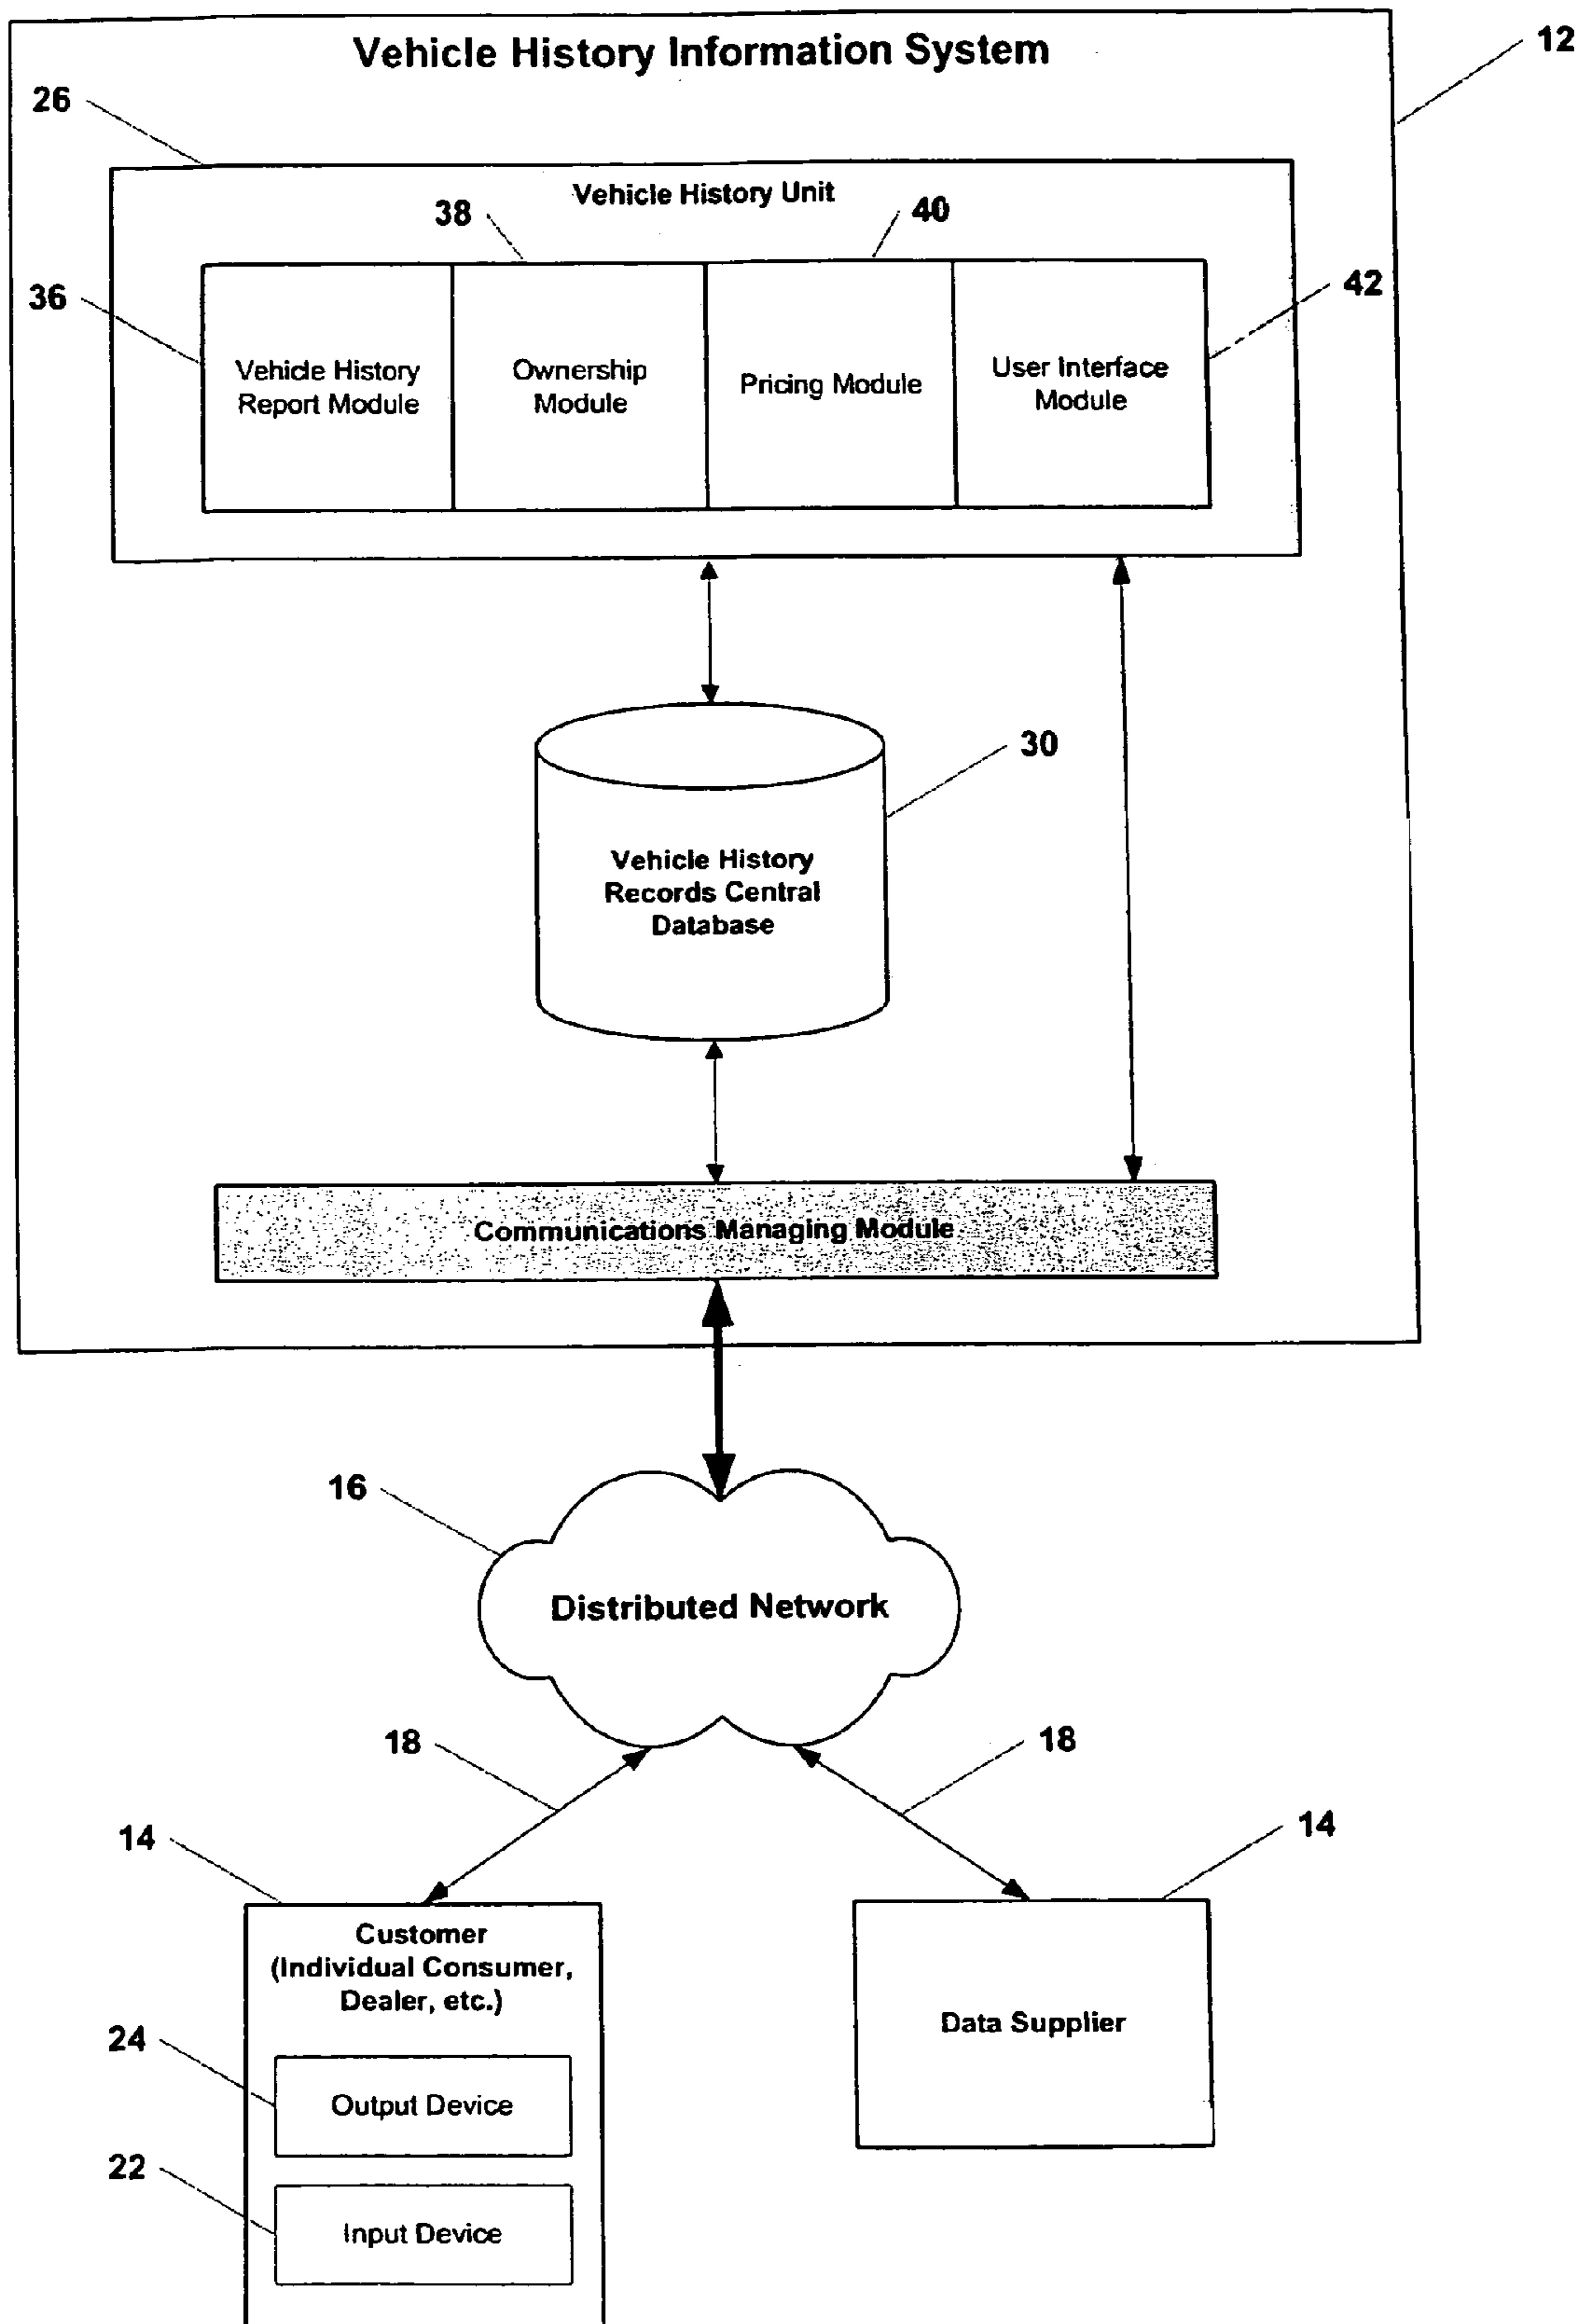 Vehicle History Information System
12
26
Vehicle History Unit
38
40
36
42
Vehicle History
Report Module
Ownership
Module
Pricing Module
User Interface
Module
30
Vehicle History
Records Central
Database
Communications Managing Module
16
Distributed Network
18
18
14
14
Customer
(Individual Consumer,
Dealer, etc.)
Data Supplier
24
Output Device
22
Input Device